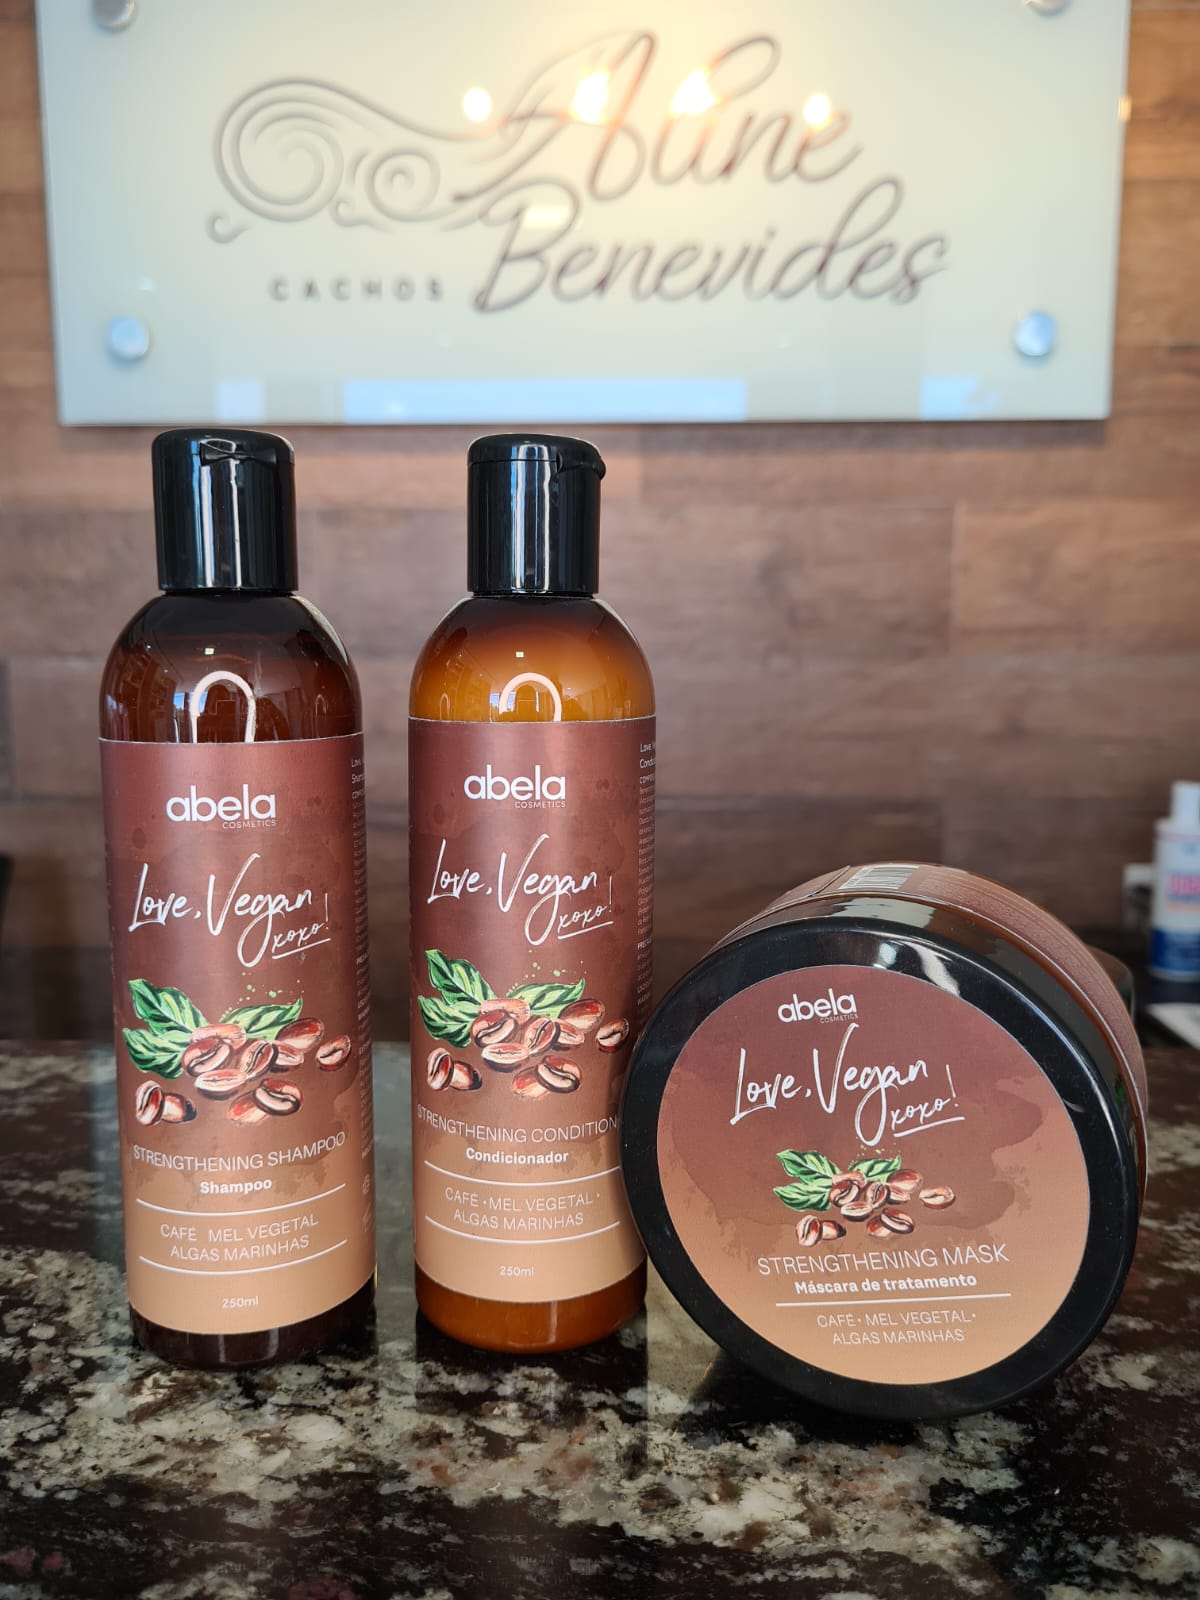 Aline
Benevides
CACHOS
abela
COSMETICS
Love, Vegan
xoxo!
STRENGTHENING SHAMPOO
Shampoo
CAFÉ MEL VEGETAL
ALGAS MARINHAS
250ml
abela
COSMETICS
Love, Vegan
xoxo!
STRENGTHENING CONDITION
Condicionador
CAFÉ • MEL VEGETAL •
ALGAS MARINHAS
250ml
abela
COSMETICS
Love, Vegan
xoxo!
STRENGTHENING MASK
Máscara de tratamento
CAFÉ • MEL VEGETAL •
ALGAS MARINHAS